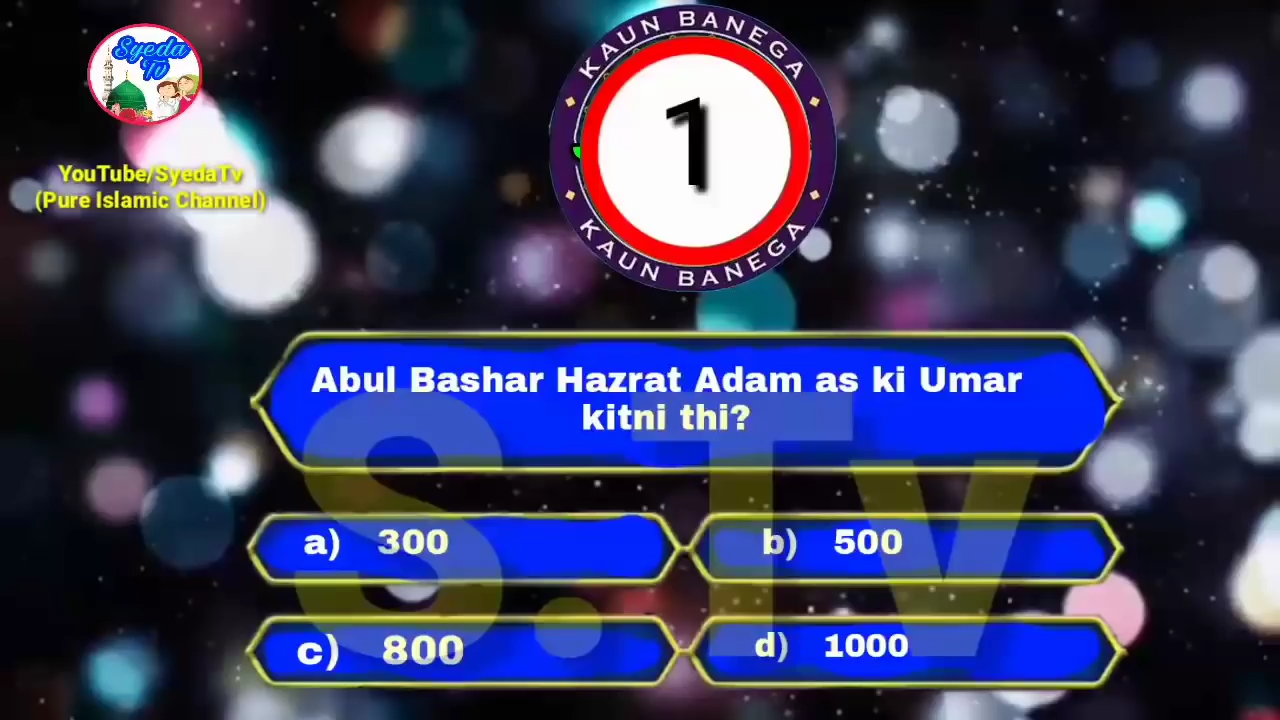 Syeda
Tv
YouTube/SyedaTv
(Pure Islamic Channel)
KAUN BANEGA
1
KAUN BANEGA
Abul Bashar Hazrat Adam as ki Umar
kitni thi?
a) 300
b) 500
c) 800
d) 1000
S.Tv